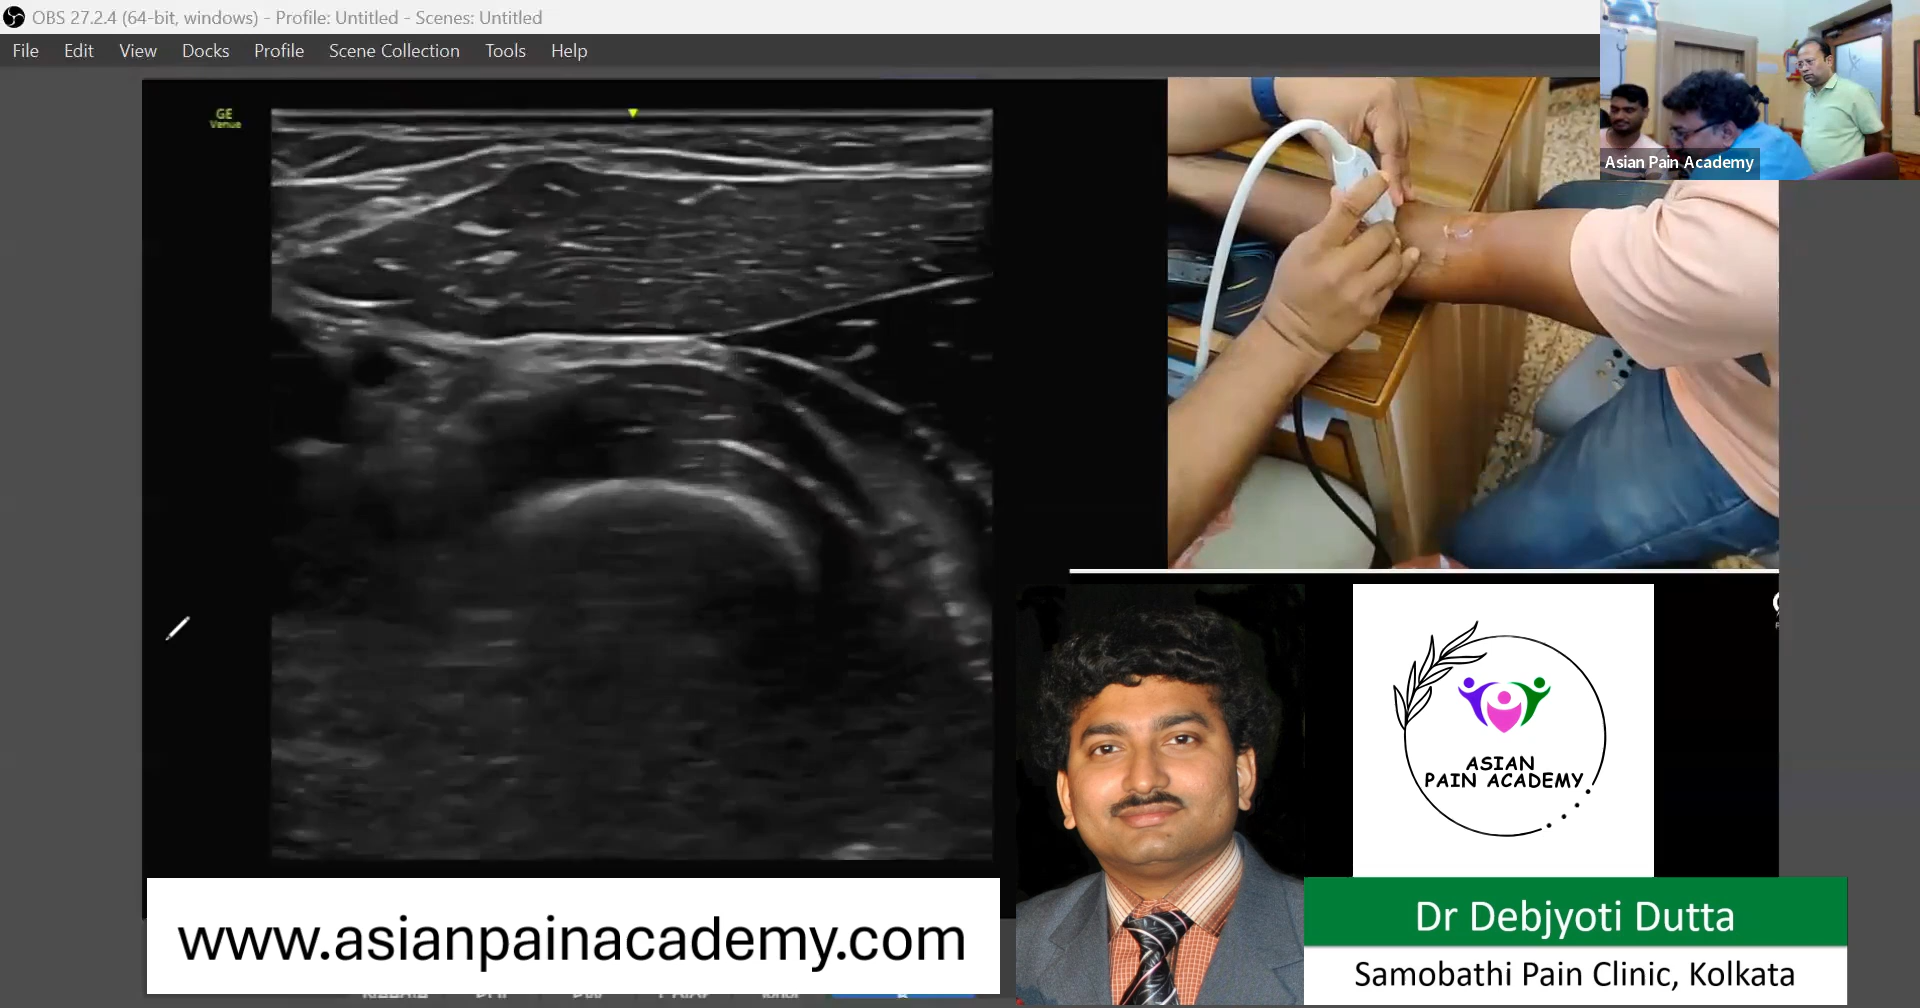 OBS 27.2.4 (64-bit, windows) - Profile: Untitled - Scenes: Untitled
File Edit View Docks Profile Scene Collection Tools Help
GE
Venue
Asian Pain Academy
ASIAN
PAIN ACADEMY
www.asianpainacademy.com
Dr Debjyoti Dutta
Samobathi Pain Clinic, Kolkata